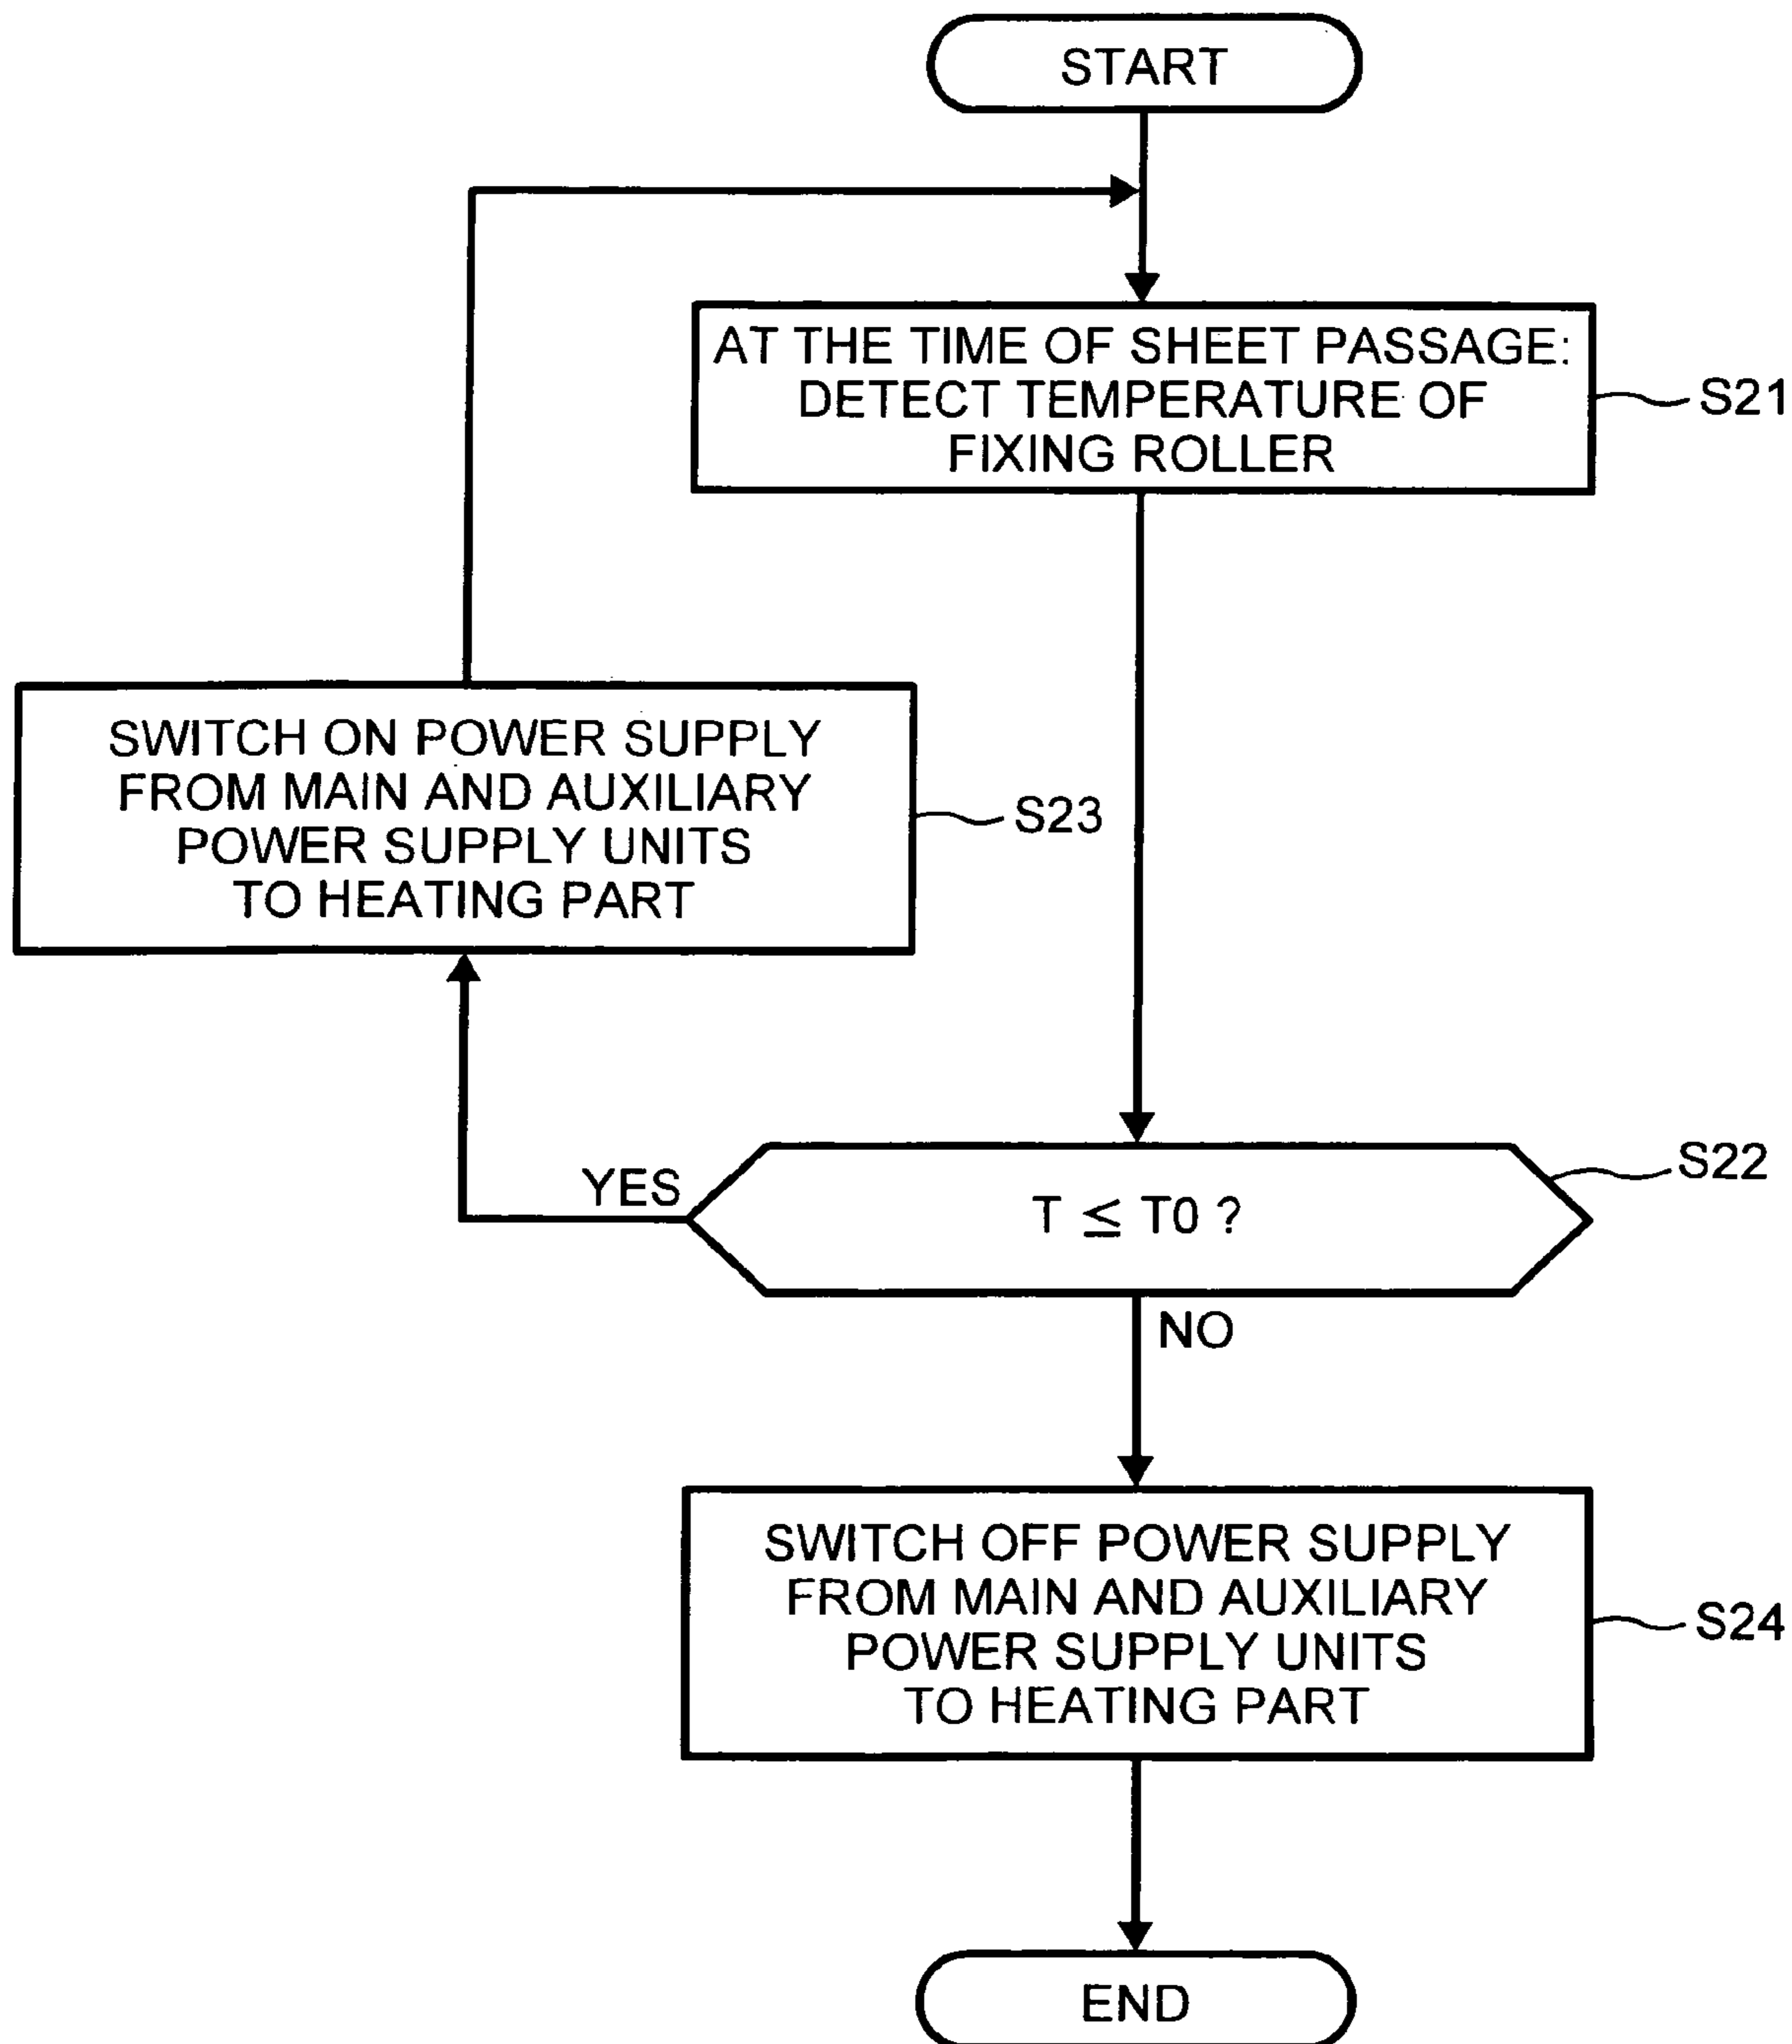 START
AT THE TIME OF SHEET PASSAGE:
DETECT TEMPERATURE OF
FIXING ROLLER
S21
SWITCH ON POWER SUPPLY
FROM MAIN AND AUXILIARY
POWER SUPPLY UNITS
TO HEATING PART
S23
YES
T ≤ T0 ?
S22
NO
SWITCH OFF POWER SUPPLY
FROM MAIN AND AUXILIARY
POWER SUPPLY UNITS
TO HEATING PART
S24
END